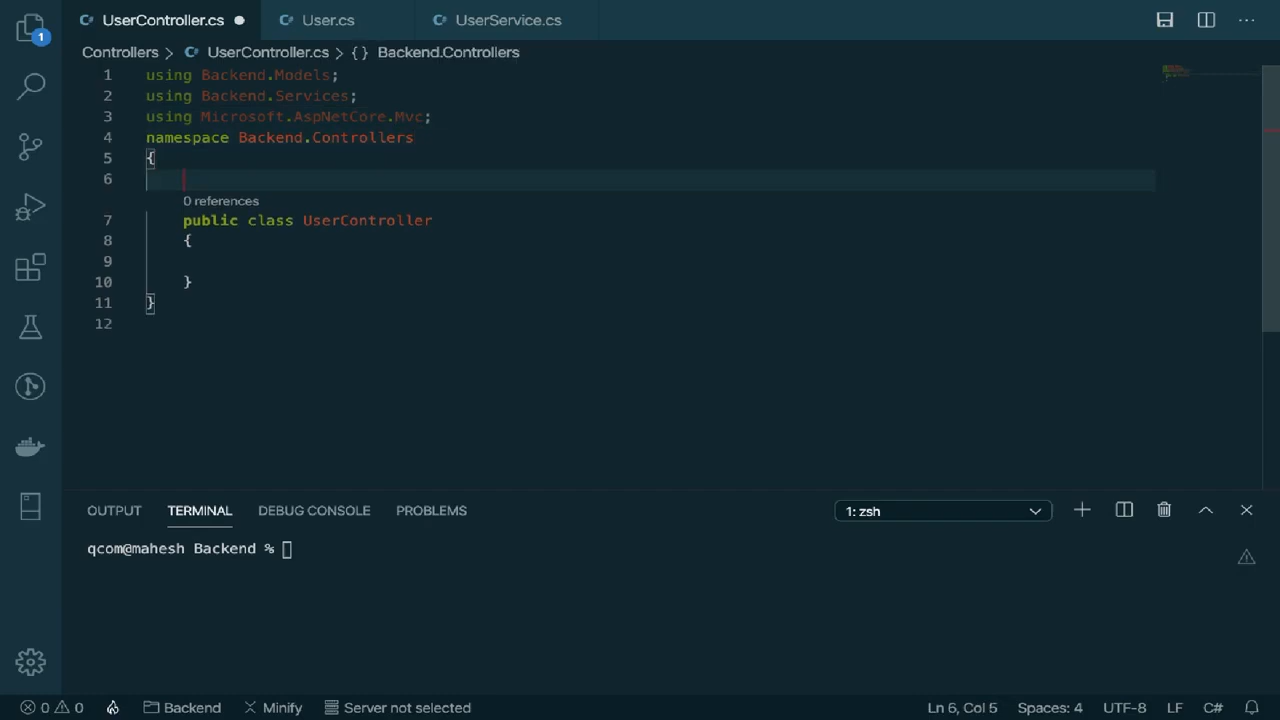 UserController.cs User.cs UserService.cs ...
1
Controllers > UserController.cs > {} Backend.Controllers
1 using Backend.Models;
2 using Backend.Services;
3 using Microsoft.AspNetCore.Mvc;
4 namespace Backend.Controllers
5 {
6
0 references
7 public class UserController
8 {
9
10 }
11 }
12
OUTPUT TERMINAL DEBUG CONSOLE PROBLEMS 1: zsh
qcom@mahesh Backend %
0 0 Backend Minify Server not selected Ln 6, Col 5 Spaces: 4 UTF-8 LF C#